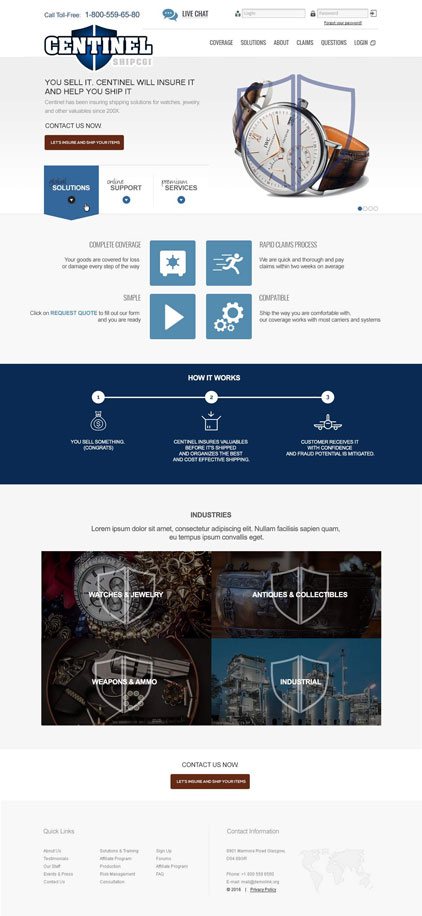 Call Toll-Free: 1-800-559-65-80
LIVE CHAT
Login
Password
Forgot your password?
CENTINEL
SHIPCGI
COVERAGE SOLUTIONS ABOUT CLAIMS QUESTIONS LOGIN
YOU SELL IT. CENTINEL WILL INSURE IT
AND HELP YOU SHIP IT
Centinel has been insuring shipping solutions for watches, jewelry,
and other valuables since 200X
CONTACT US NOW.
LET'S INSURE AND SHIP YOUR ITEMS
global
SOLUTIONS
online
SUPPORT
premium
SERVICES
COMPLETE COVERAGE
Your goods are covered for loss
or damage every step of the way
RAPID CLAIMS PROCESS
We are quick and thorough and pay
claims within two weeks on average
SIMPLE
Click on REQUEST QUOTE to fill out our form
and you are ready
COMPATIBLE
Ship the way you are comfortable with
our coverage works with most carriers and systems
HOW IT WORKS
1 2 3
YOU SELL SOMETHING.
(CONGRATS)
CENTINEL INSURES VALUABLES
BEFORE IT'S SHIPPED
AND ORGANIZES THE BEST
AND COST EFFECTIVE SHIPPING.
CUSTOMER RECEIVES IT
WITH CONFIDENCE
AND FRAUD POTENTIAL IS MITIGATED.
INDUSTRIES
Lorem ipsum dolor sit amet, consectetur adipiscing elit. Nullam facilisis sapien quam,
eu tempus ipsum convallis eget.
WATCHES & JEWELRY
ANTIQUES & COLLECTIBLES
WEAPONS & AMMO
INDUSTRIAL
CONTACT US NOW.
LET'S INSURE AND SHIP YOUR ITEMS
Quick Links
About Us
Testimonials
Our Staff
Events & Press
Contact Us
Solutions & Training
Affiliate Program
Production
Risk Management
Consultation
Sign Up
Forums
Affiliate Program
FAQ
Contact Information
8901 Marmora Road Glasgow,
D04 89GR
Phone: +1 800 559 6580
E-mail: mail@demolink.org
© 2016 | Privacy Policy